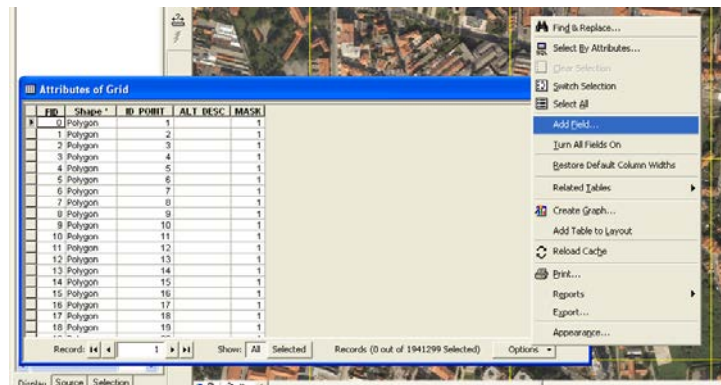 Find & Replace...
Select By Attributes...
Clear Selection
Switch Selection
Select All
Add Field...
Turn All Fields On
Restore Default Column Widths
Related Tables
Create Graph...
Add Table to Layout
Reload Cache
Print...
Reports
Export...
Appearance...
Attributes of Grid
FID Shape * ID_POINT ALT_DESC MASK
0 Polygon 1 1
1 Polygon 2 1
2 Polygon 3 1
3 Polygon 4 1
4 Polygon 5 1
5 Polygon 6 1
6 Polygon 7 1
7 Polygon 8 1
8 Polygon 9 1
9 Polygon 10 1
10 Polygon 11 1
11 Polygon 12 1
12 Polygon 13 1
13 Polygon 14 1
14 Polygon 15 1
15 Polygon 16 1
16 Polygon 17 1
17 Polygon 18 1
18 Polygon 19 1
Record: 1 Show: All Selected Records (0 out of 1941299 Selected) Options
Display Source Selection